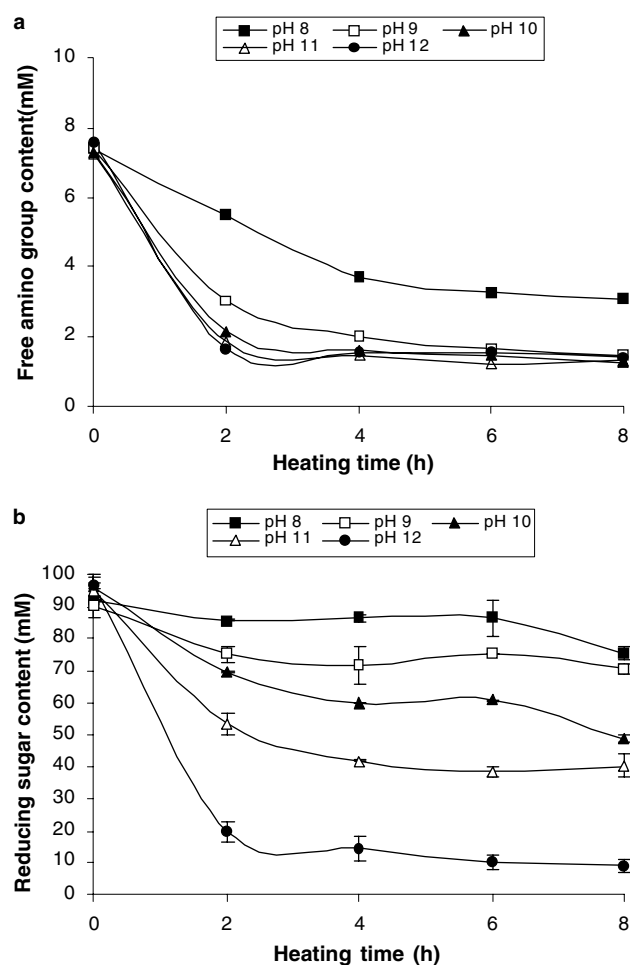 a
pH 8 pH 9 pH 10
pH 11 pH 12
10
8
6
4
2
0
Free amino group content(mM)
0 2 4 6 8
Heating time (h)
b
pH 8 pH 9 pH 10
pH 11 pH 12
100
90
80
70
60
50
40
30
20
10
0
Reducing sugar content (mM)
0 2 4 6 8
Heating time (h)